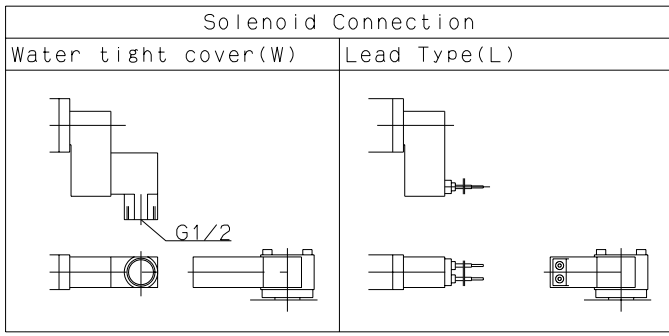 Solenoid Connection
Water tight cover(W)
Lead Type(L)
G1/2